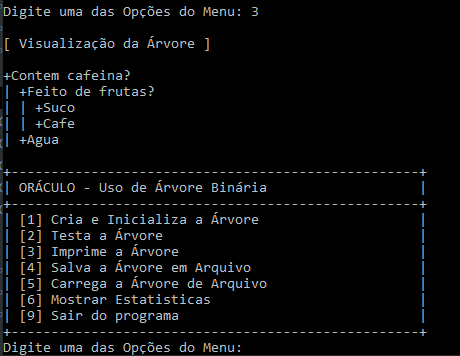 Digite uma das Opções do Menu: 3
[ Visualização da Árvore ]
+Contem cafeina?
| +Feito de frutas?
| | +Suco
| | +Cafe
| +Agua
+---------------------------------------------------+
| ORÁCULO - Uso de Árvore Binária |
+---------------------------------------------------+
| [1] Cria e Inicializa a Árvore |
| [2] Testa a Árvore |
| [3] Imprime a Árvore |
| [4] Salva a Árvore em Arquivo |
| [5] Carrega a Árvore de Arquivo |
| [6] Mostrar Estatisticas |
| [9] Sair do programa |
+---------------------------------------------------+
Digite uma das Opções do Menu: